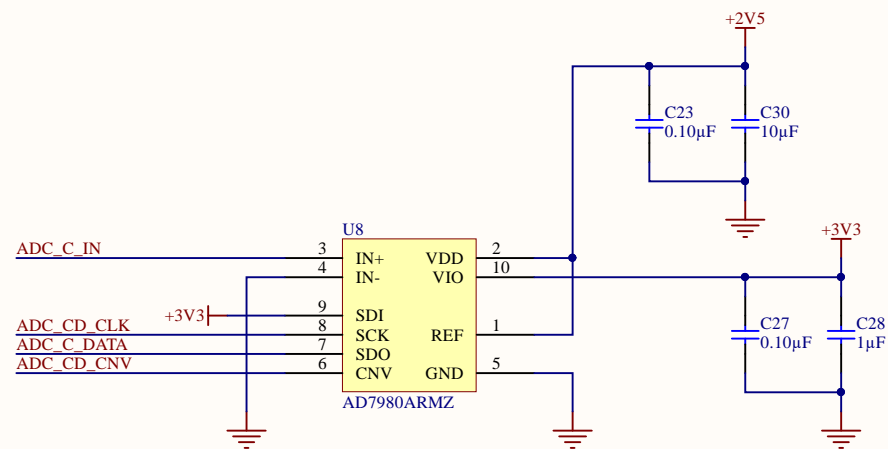 +2V5
C23
0.10µF
C30
10µF
U8
+3V3
ADC_C_IN
3
IN+
VDD
2
4
IN-
VIO
10
+3V3
9
SDI
ADC_CD_CLK
8
SCK
REF
1
C27
0.10µF
C28
1µF
ADC_C_DATA
7
SDO
ADC_CD_CNV
6
CNV
GND
5
AD7980ARMZ